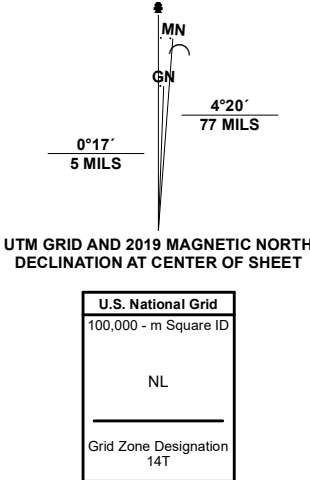 MN
GN
4°20´
77 MILS
0°17´
5 MILS
UTM GRID AND 2019 MAGNETIC NORTH
DECLINATION AT CENTER OF SHEET
U.S. National Grid
100,000 - m Square ID
NL
Grid Zone Designation
14T